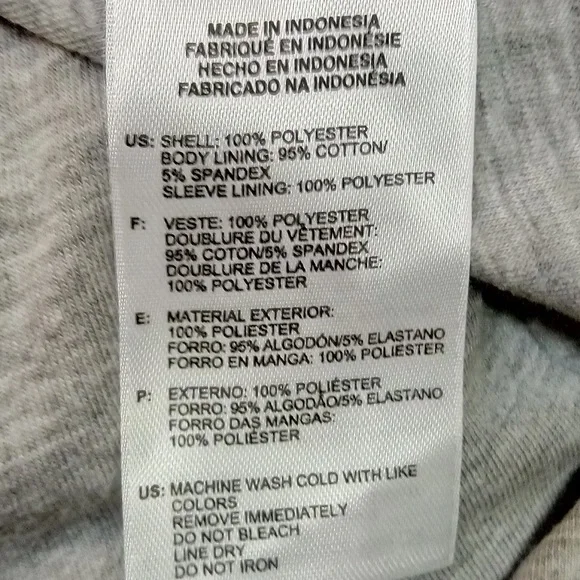 MADE IN INDONESIA
FABRIQUÉ EN INDONÉSIE
HECHO EN INDONESIA
FABRICADO NA INDONÉSIA
US: SHELL: 100% POLYESTER
BODY LINING: 95% COTTON/
5% SPANDEX
SLEEVE LINING: 100% POLYESTER
F: VESTE: 100% POLYESTER
DOUBLURE DU VÊTEMENT:
95% COTON/5% SPANDEX
DOUBLURE DE LA MANCHE:
100% POLYESTER
E: MATERIAL EXTERIOR:
100% POLIESTER
FORRO: 95% ALGODÓN/5% ELASTANO
FORRO EN MANGA: 100% POLIESTER
P: EXTERNO: 100% POLIÉSTER
FORRO: 95% ALGODÃO/5% ELASTANO
FORRO DAS MANGAS:
100% POLIÉSTER
US: MACHINE WASH COLD WITH LIKE
COLORS
REMOVE IMMEDIATELY
DO NOT BLEACH
LINE DRY
DO NOT IRON